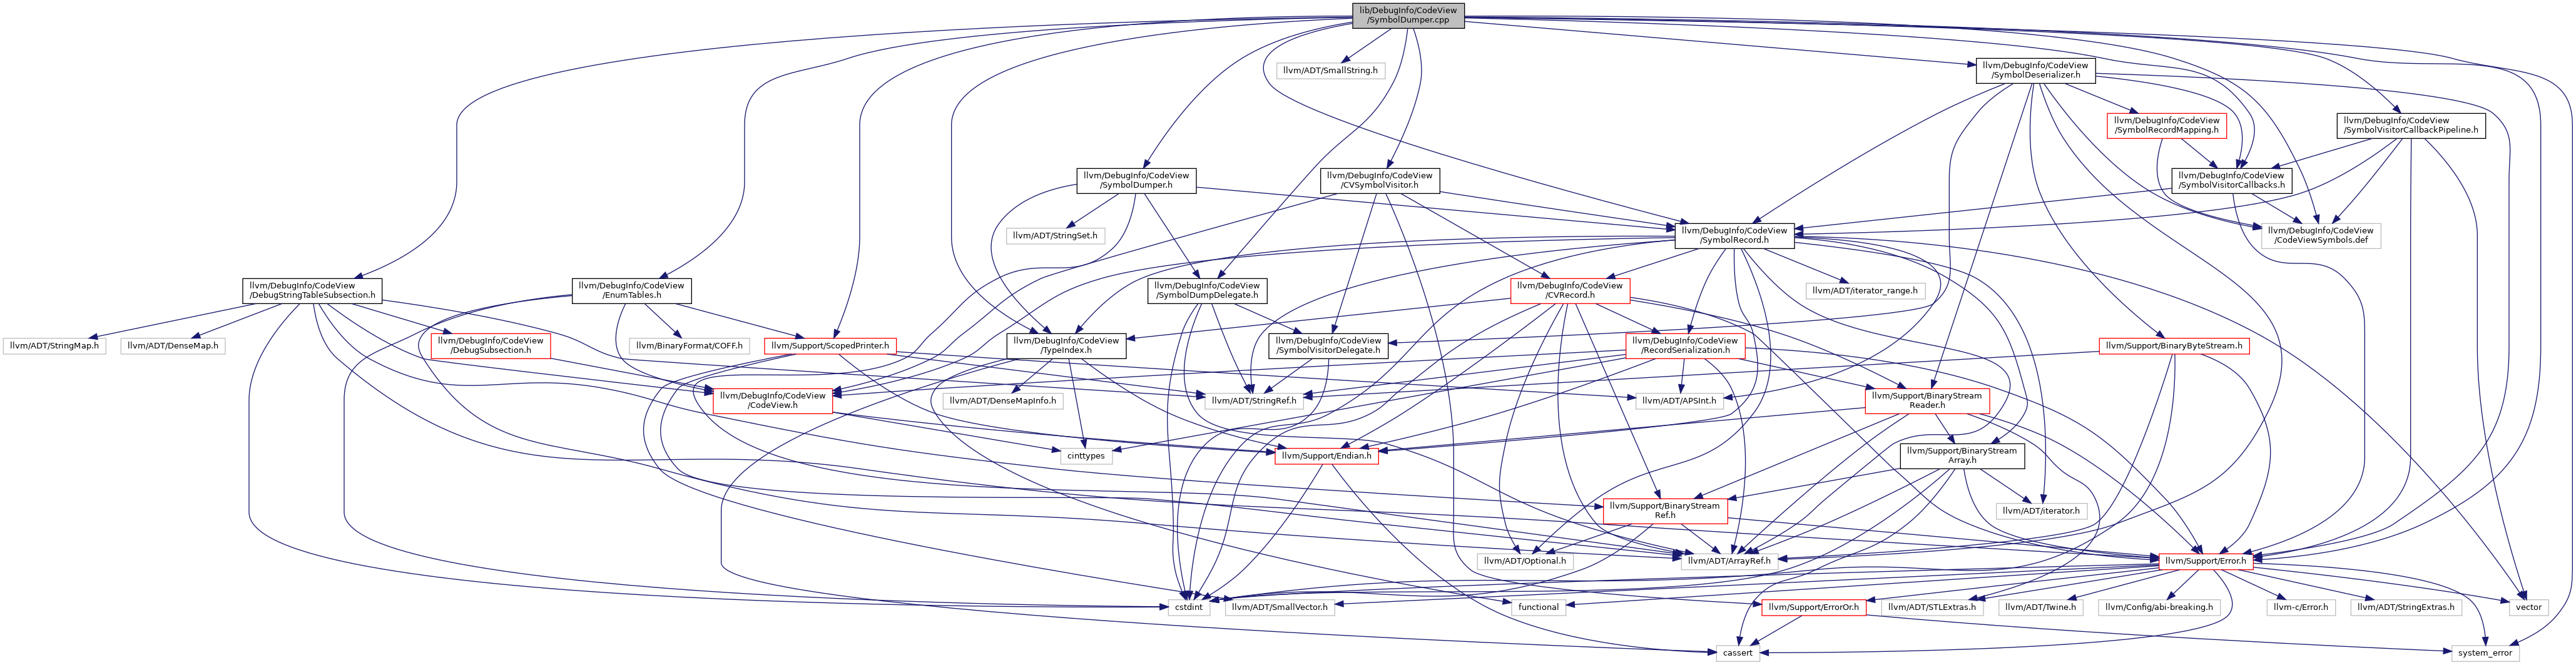 lib/DebugInfo/CodeView
/SymbolDumper.cpp
llvm/ADT/SmallString.h
llvm/DebugInfo/CodeView
/SymbolDeserializer.h
llvm/DebugInfo/CodeView
/SymbolRecordMapping.h
llvm/DebugInfo/CodeView
/SymbolVisitorCallbackPipeline.h
llvm/DebugInfo/CodeView
/SymbolDumper.h
llvm/DebugInfo/CodeView
/CVSymbolVisitor.h
llvm/DebugInfo/CodeView
/SymbolVisitorCallbacks.h
llvm/ADT/StringSet.h
llvm/DebugInfo/CodeView
/SymbolRecord.h
llvm/DebugInfo/CodeView
/CodeViewSymbols.def
llvm/DebugInfo/CodeView
/DebugStringTableSubsection.h
llvm/DebugInfo/CodeView
/EnumTables.h
llvm/DebugInfo/CodeView
/SymbolDumpDelegate.h
llvm/DebugInfo/CodeView
/CVRecord.h
llvm/ADT/iterator_range.h
llvm/ADT/StringMap.h
llvm/ADT/DenseMap.h
llvm/DebugInfo/CodeView
/DebugSubsection.h
llvm/BinaryFormat/COFF.h
llvm/Support/ScopedPrinter.h
llvm/DebugInfo/CodeView
/TypeIndex.h
llvm/DebugInfo/CodeView
/SymbolVisitorDelegate.h
llvm/DebugInfo/CodeView
/RecordSerialization.h
llvm/Support/BinaryByteStream.h
llvm/DebugInfo/CodeView
/CodeView.h
llvm/ADT/DenseMapInfo.h
llvm/ADT/StringRef.h
llvm/ADT/APSInt.h
llvm/Support/BinaryStream
Reader.h
cinttypes
llvm/Support/Endian.h
llvm/Support/BinaryStream
Array.h
llvm/Support/BinaryStream
Ref.h
llvm/ADT/iterator.h
llvm/ADT/Optional.h
llvm/ADT/ArrayRef.h
llvm/Support/Error.h
cstdint
llvm/ADT/SmallVector.h
functional
llvm/Support/ErrorOr.h
llvm/ADT/STLExtras.h
llvm/ADT/Twine.h
llvm/Config/abi-breaking.h
llvm-c/Error.h
llvm/ADT/StringExtras.h
vector
cassert
system_error